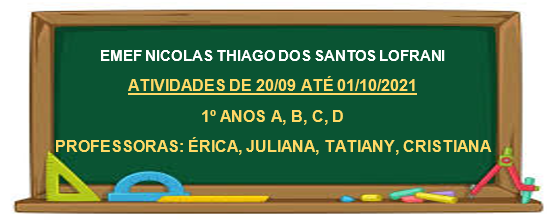 EMEF NICOLAS THIAGO DOS SANTOS LOFRANI
ATIVIDADES DE 20/09 ATÉ 01/10/2021
1º ANOS A, B, C, D
PROFESSORAS: ÉRICA, JULIANA, TATIANY, CRISTIANA